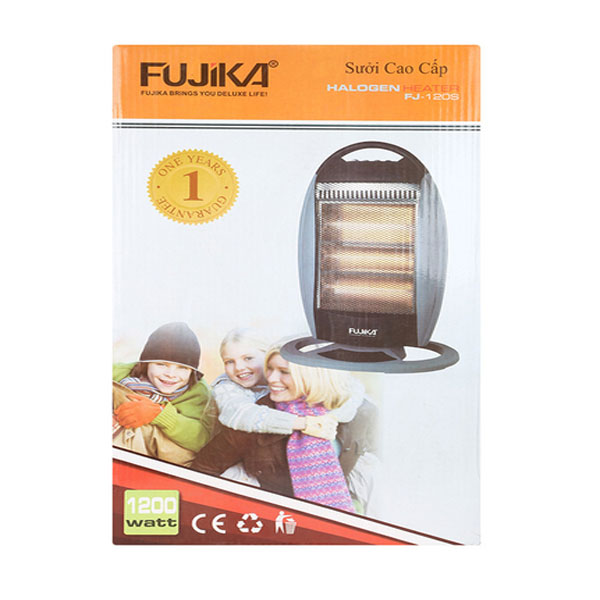 FUJIKA®
FUJIKA BRINGS YOU DELUXE LIFE!
Sưởi Cao Cấp
HALOGEN HEATER
FJ-120S
ONE YEARS
1
GUARANTEE
FUJIKA
1200
watt
CE